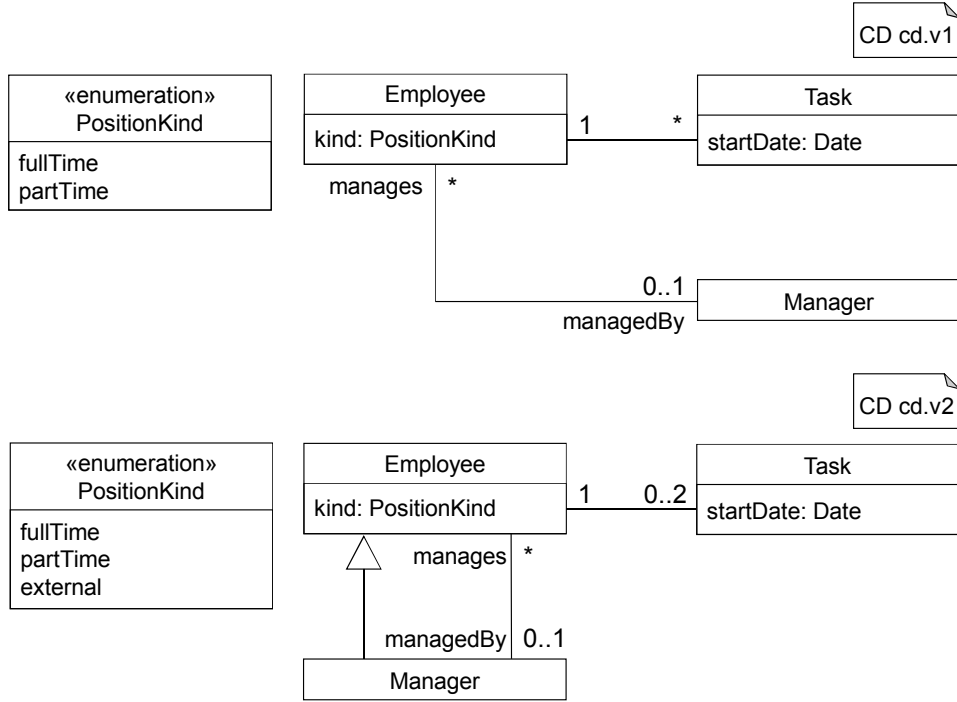 CD cd.v1
«enumeration»
PositionKind
fullTime
partTime
Employee
kind: PositionKind
1
*
Task
startDate: Date
manages
*
0..1
managedBy
Manager
CD cd.v2
«enumeration»
PositionKind
fullTime
partTime
external
Employee
kind: PositionKind
1
0..2
Task
startDate: Date
manages
*
managedBy
0..1
Manager